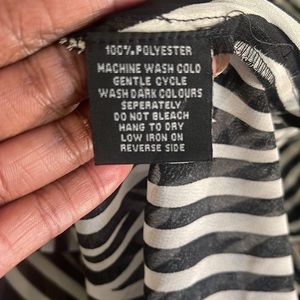 100% POLYESTER
MACHINE WASH COLD
GENTLE CYCLE
WASH DARK COLOURS
SEPERATELY
DO NOT BLEACH
HANG TO DRY
LOW IRON ON
REVERSE SIDE